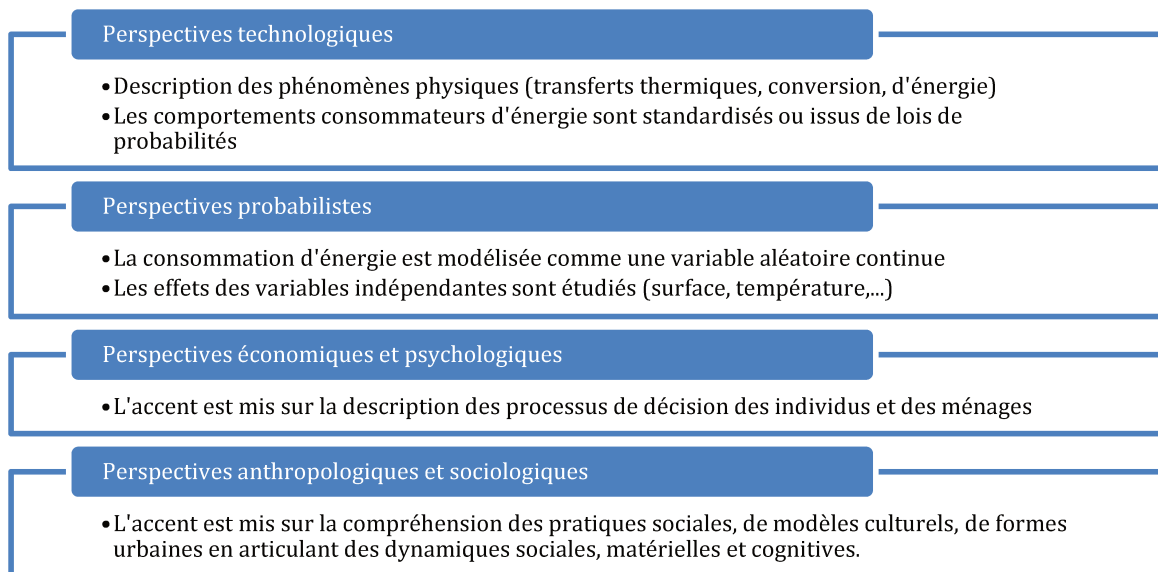 Perspectives technologiques
•Description des phénomènes physiques (transferts thermiques, conversion, d'énergie)
•Les comportements consommateurs d'énergie sont standardisés ou issus de lois de
probabilités
Perspectives probabilistes
•La consommation d'énergie est modélisée comme une variable aléatoire continue
•Les effets des variables indépendantes sont étudiés (surface, température,...)
Perspectives économiques et psychologiques
•L'accent est mis sur la description des processus de décision des individus et des ménages
Perspectives anthropologiques et sociologiques
•L'accent est mis sur la compréhension des pratiques sociales, de modèles culturels, de formes
urbaines en articulant des dynamiques sociales, matérielles et cognitives.